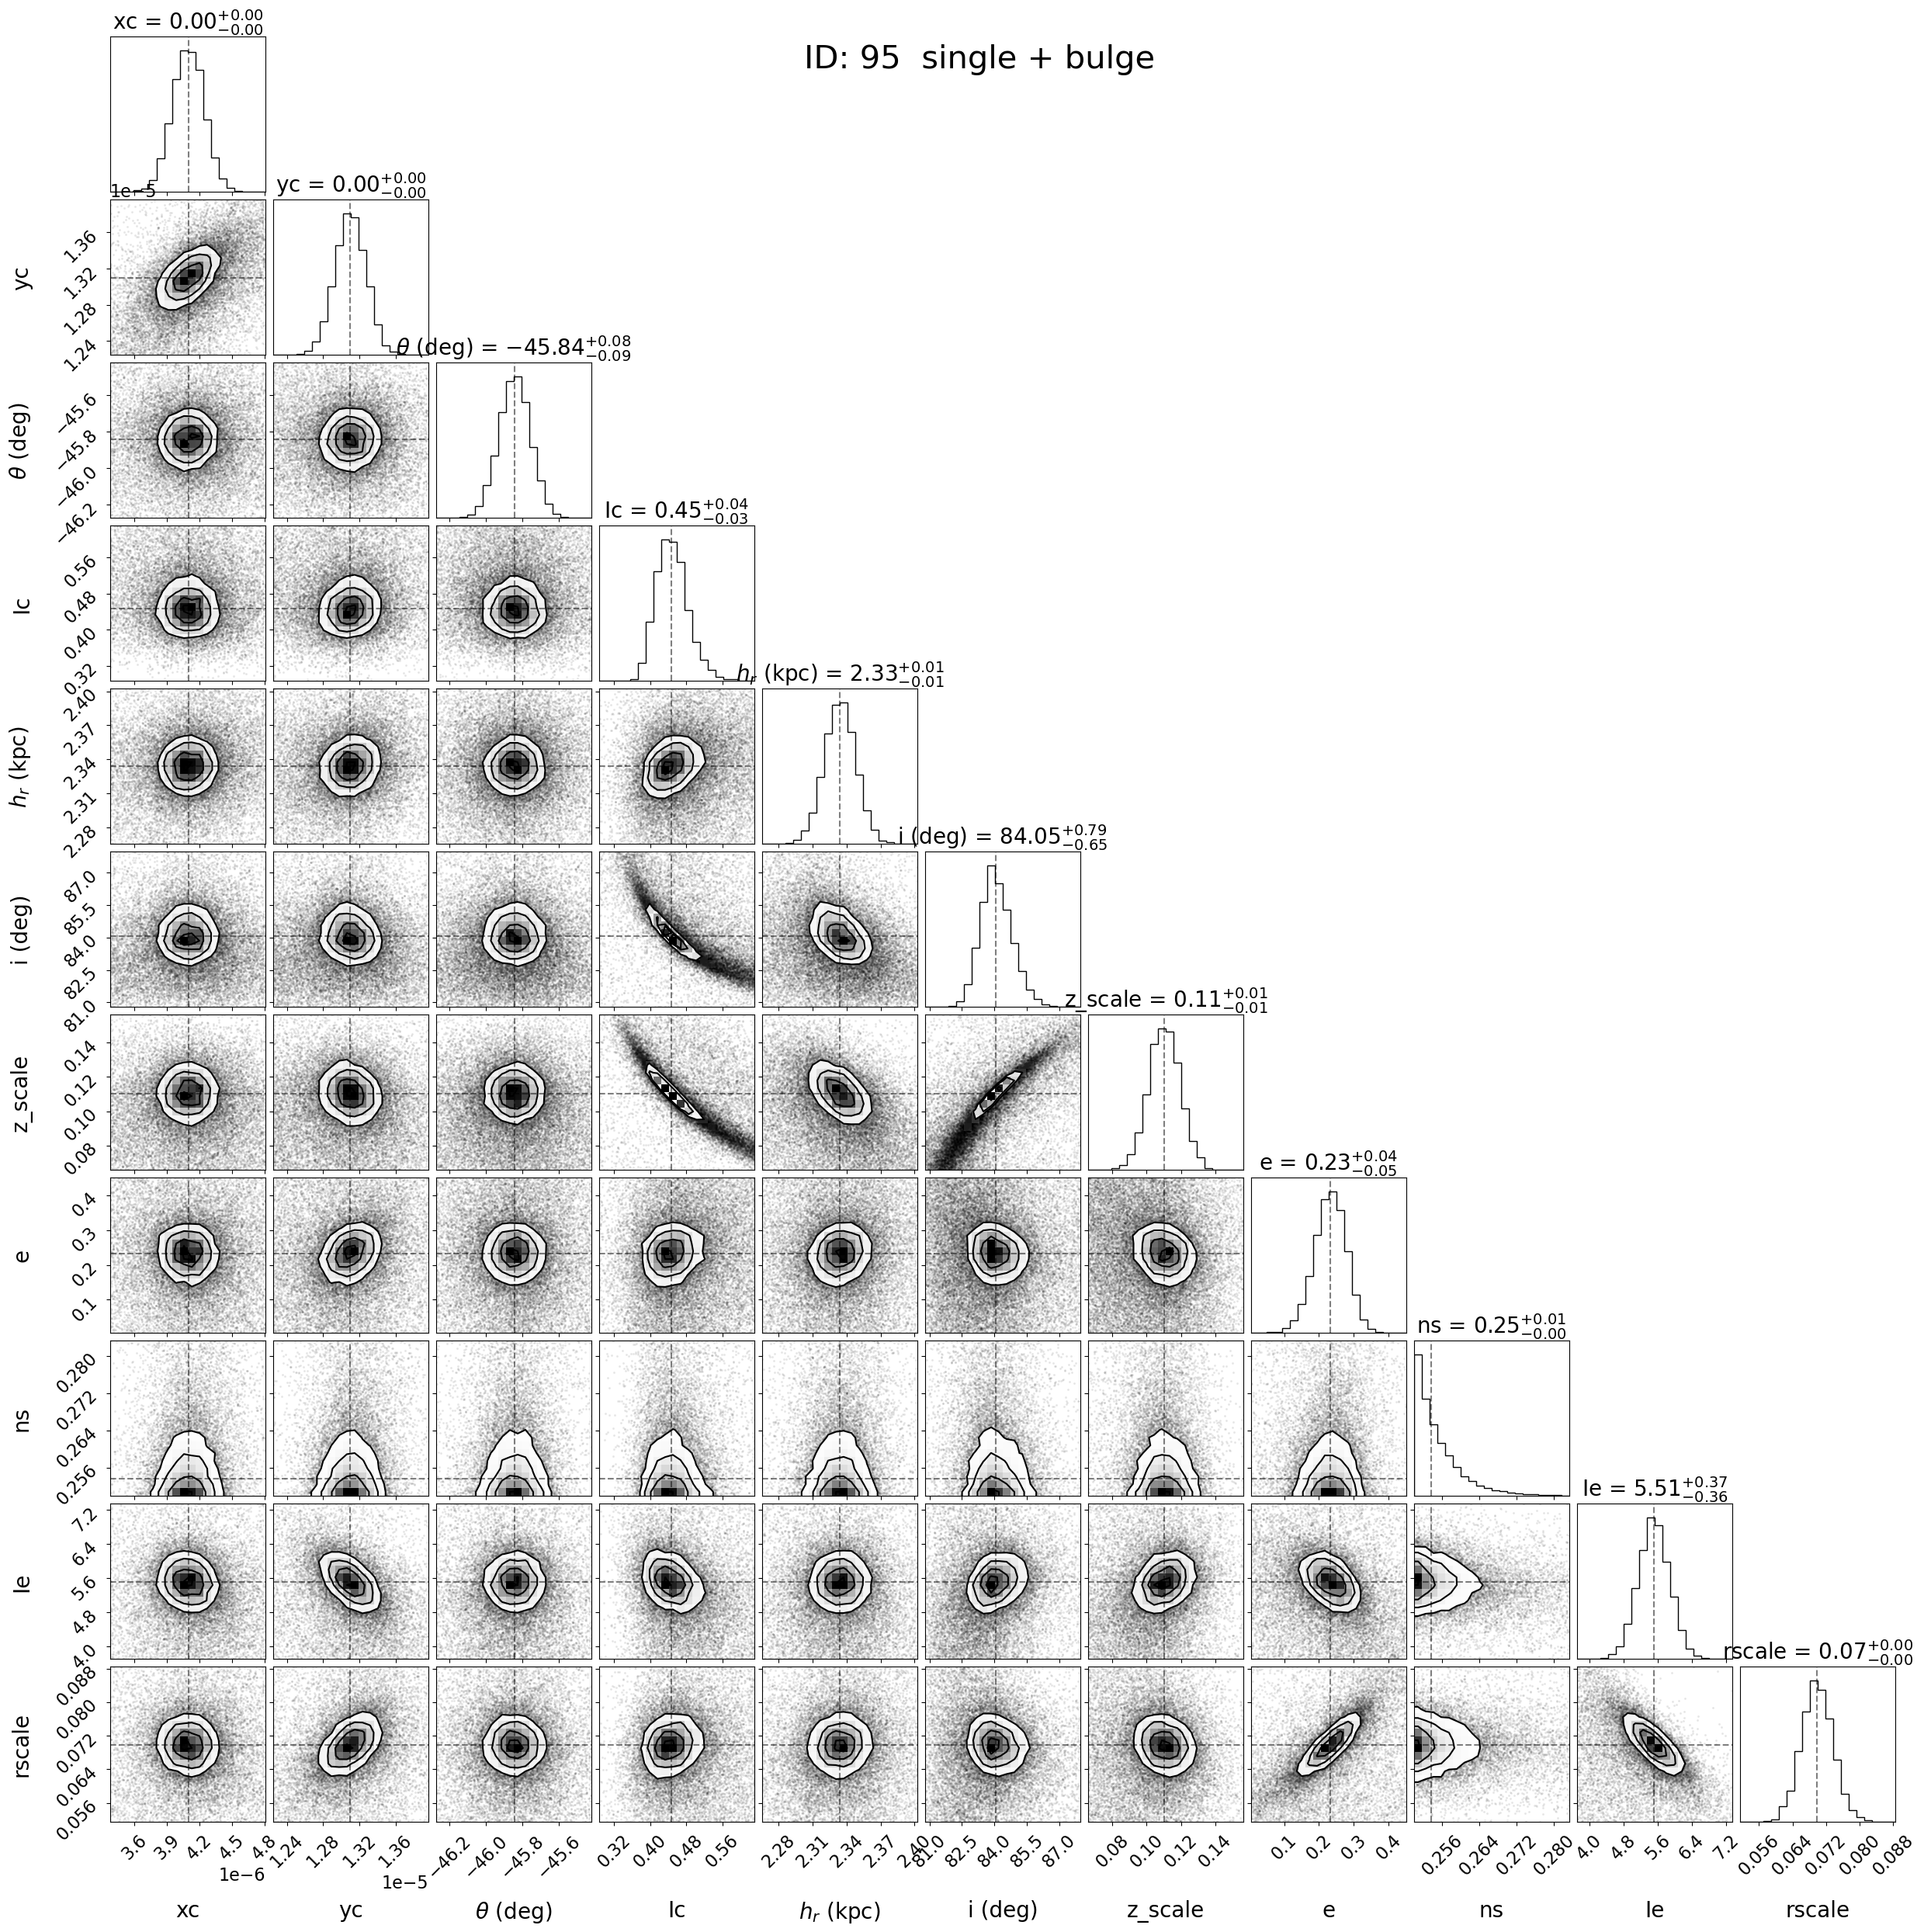 ID: 95 single + bulge
xc = 0.00+0.00 −0.00
1e−5
yc = 0.00+0.00 −0.00
yc 1.36 1.32 1.28 1.24
θ (deg) = −45.84+0.08 −0.09
θ (deg) −45.6 −45.8 −46.0 −46.2
Ic = 0.45+0.04 −0.03
Ic 0.56 0.48 0.40 0.32
h_r (kpc) = 2.33+0.01 −0.01
h_r (kpc) 2.40 2.37 2.34 2.31 2.28
i (deg) = 84.05+0.79 −0.65
i (deg) 87.0 85.5 84.0 82.5 81.0
z_scale = 0.11+0.01 −0.01
z_scale 0.14 0.12 0.10 0.08
e = 0.23+0.04 −0.05
e 0.4 0.3 0.2 0.1
ns = 0.25+0.01 −0.00
ns 0.280 0.272 0.264 0.256
Ie = 5.51+0.37 −0.36
Ie 7.2 6.4 5.6 4.8 4.0
rscale = 0.07+0.00 −0.00
rscale 0.088 0.080 0.072 0.064 0.056
3.6 3.9 4.2 4.5 4.8 1.24 1.28 1.32 1.36 −46.2 −46.0 −45.8 −45.6 0.32 0.40 0.48 0.56 2.28 2.31 2.34 2.37 2.40 81.0 82.5 84.0 85.5 87.0 0.08 0.10 0.12 0.14 0.1 0.2 0.3 0.4 0.256 0.264 0.272 0.280 4.0 4.8 5.6 6.4 7.2 0.056 0.064 0.072 0.080 0.088
1e−6 1e−5
xc yc θ (deg) Ic h_r (kpc) i (deg) z_scale e ns Ie rscale